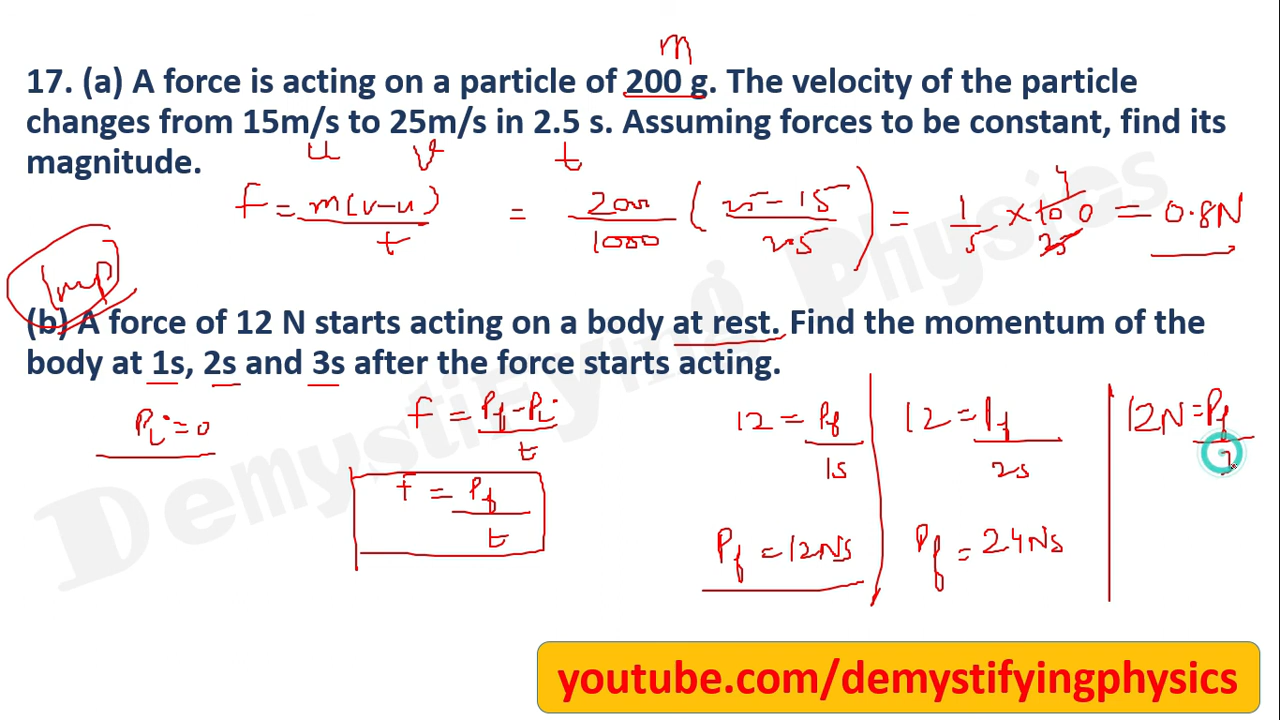 m
17. (a) A force is acting on a particle of 200 g. The velocity of the particle
changes from 15m/s to 25m/s in 2.5 s. Assuming forces to be constant, find its
magnitude.
u v t
F = m(v-u)/t = 200/1000 (25-15/2.5) = 1/5 × 100/25 4 = 0.8N
Imp
(b) A force of 12 N starts acting on a body at rest. Find the momentum of the
body at 1s, 2s and 3s after the force starts acting.
Pi = 0
F = Pf - Pi/t
F = Pf/t
12 = Pf/1s
Pf = 12Ns
12 = Pf/2s
Pf = 24Ns
12N = Pf/
Demystifying Physics
youtube.com/demystifyingphysics